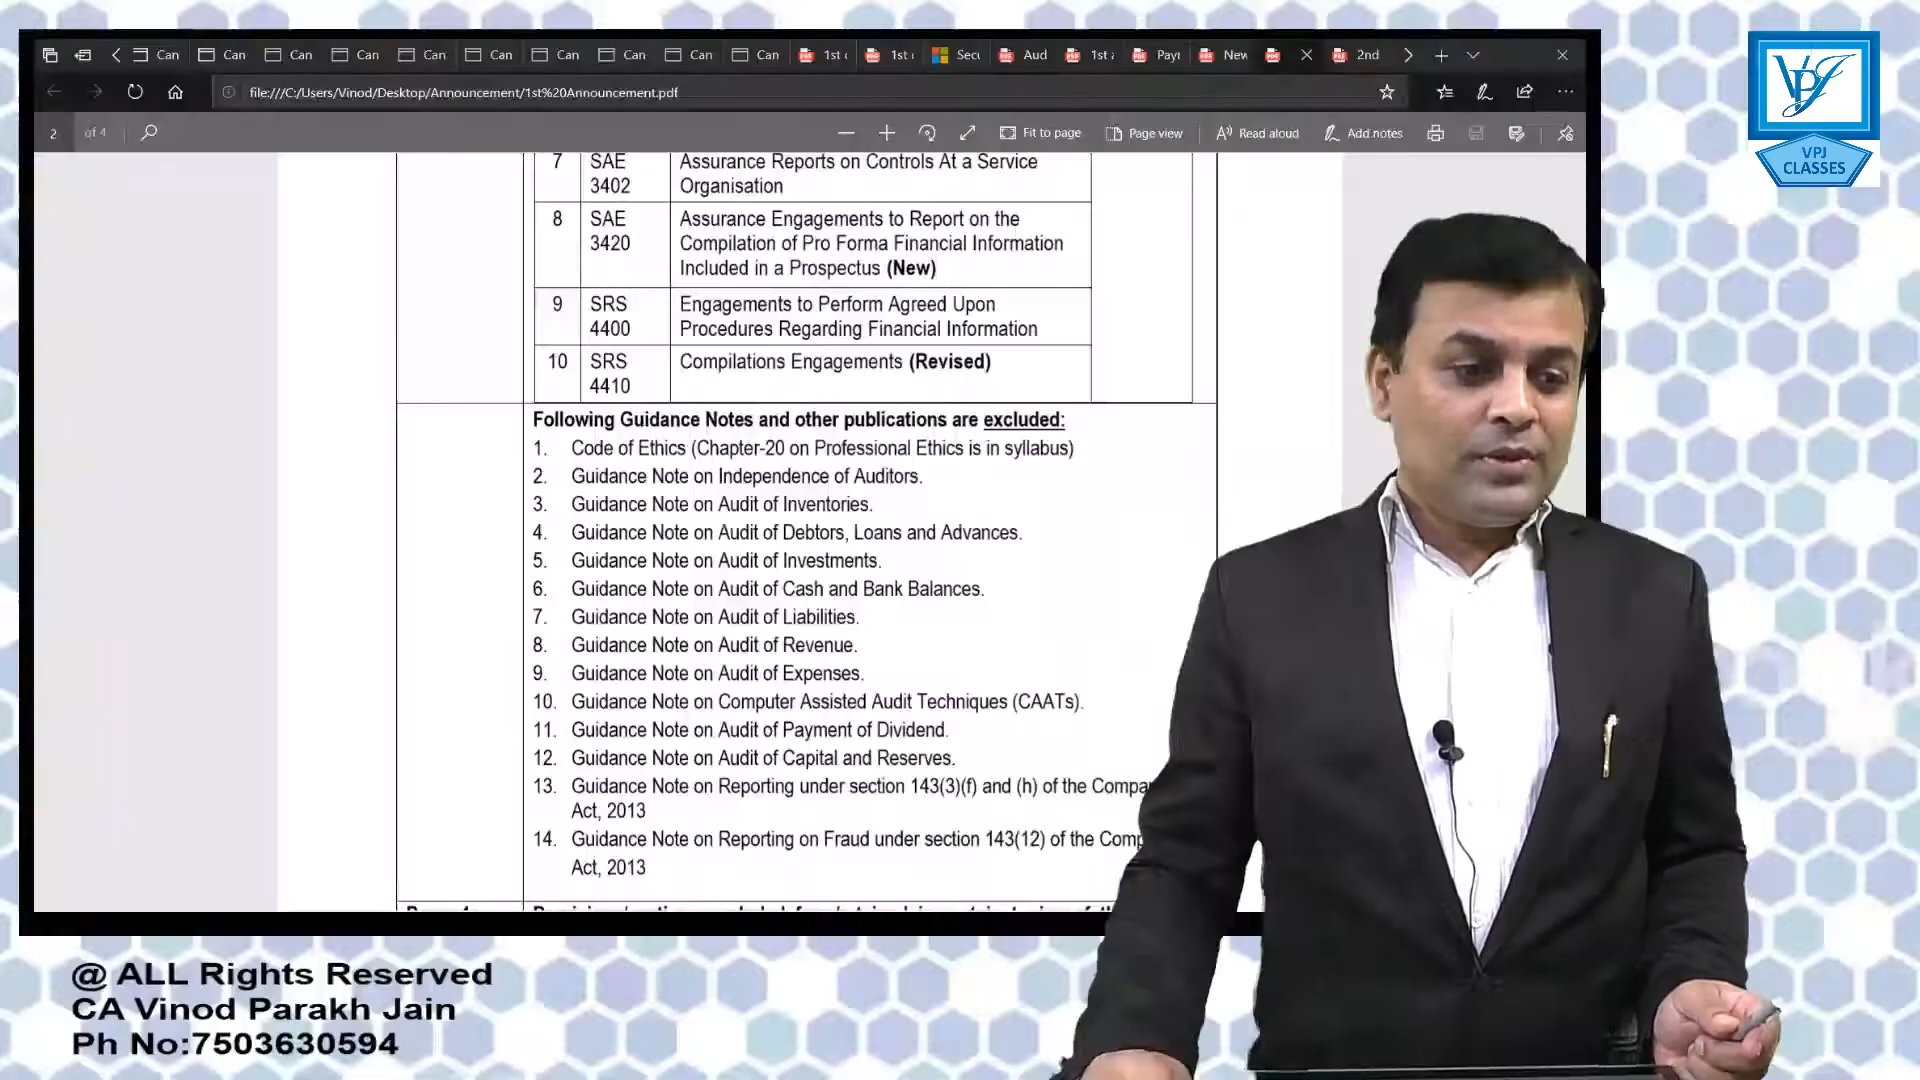 Can Can Can Can Can Can Can Can Can Can 1st 1st Secu Aud 1st Payr New 2nd
file:///C:/Users/Vinod/Desktop/Announcement/1st%20Announcement.pdf
2 of 4 Fit to page Page view Read aloud Add notes
VPJ
VPJ
CLASSES
7 SAE 3402 Assurance Reports on Controls At a Service
Organisation
8 SAE 3420 Assurance Engagements to Report on the
Compilation of Pro Forma Financial Information
Included in a Prospectus (New)
9 SRS 4400 Engagements to Perform Agreed Upon
Procedures Regarding Financial Information
10 SRS 4410 Compilations Engagements (Revised)
Following Guidance Notes and other publications are excluded:
1. Code of Ethics (Chapter-20 on Professional Ethics is in syllabus)
2. Guidance Note on Independence of Auditors.
3. Guidance Note on Audit of Inventories.
4. Guidance Note on Audit of Debtors, Loans and Advances.
5. Guidance Note on Audit of Investments.
6. Guidance Note on Audit of Cash and Bank Balances.
7. Guidance Note on Audit of Liabilities.
8. Guidance Note on Audit of Revenue.
9. Guidance Note on Audit of Expenses.
10. Guidance Note on Computer Assisted Audit Techniques (CAATs).
11. Guidance Note on Audit of Payment of Dividend.
12. Guidance Note on Audit of Capital and Reserves.
13. Guidance Note on Reporting under section 143(3)(f) and (h) of the
Act, 2013
14. Guidance Note on Reporting on Fraud under section 143(12) of the
Act, 2013
@ ALL Rights Reserved
CA Vinod Parakh Jain
Ph No:7503630594